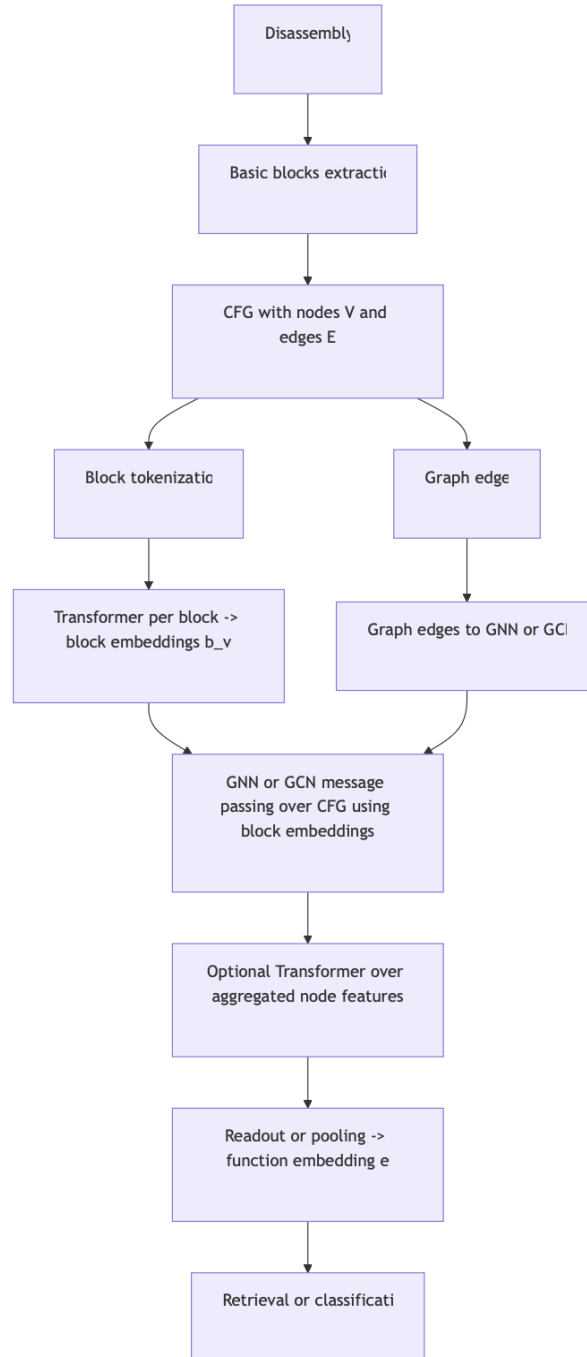 Disassembly
Basic blocks extractic
CFG with nodes V and
edges E
Block tokenizatio
Graph edge
Transformer per block ->
block embeddings b_v
Graph edges to GNN or GCI
GNN or GCN message
passing over CFG using
block embeddings
Optional Transformer over
aggregated node features
Readout or pooling ->
function embedding e
Retrieval or classificati